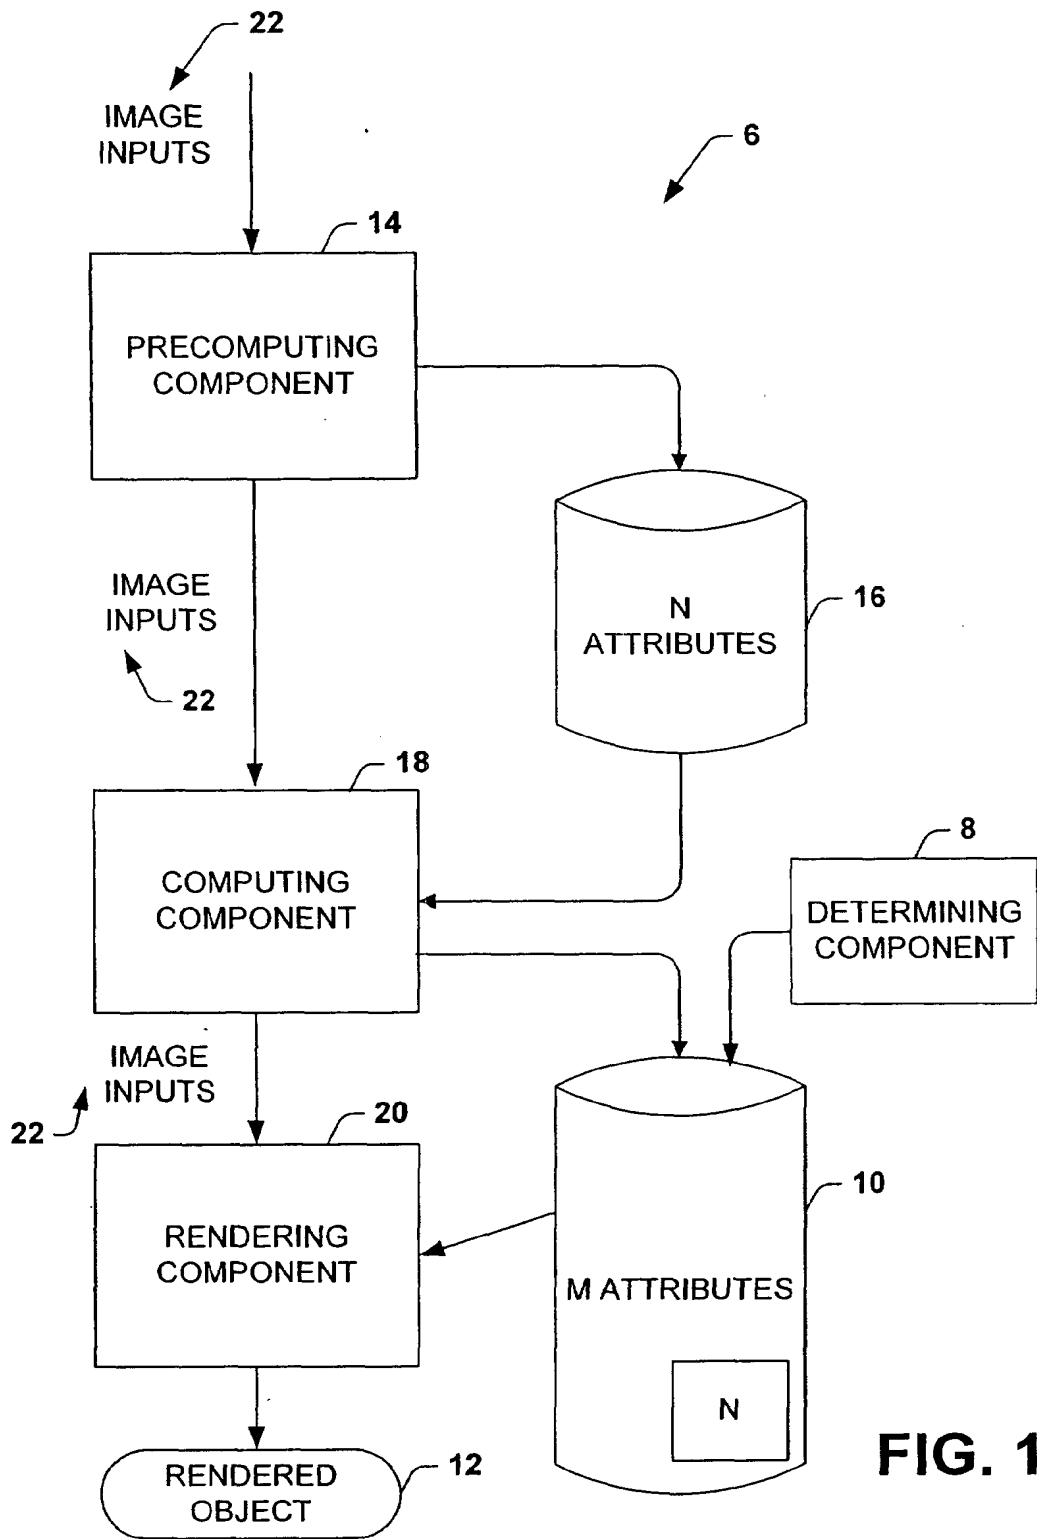 22
IMAGE
INPUTS
6
14
PRECOMPUTING
COMPONENT
N
ATTRIBUTES
16
IMAGE
INPUTS
22
18
COMPUTING
COMPONENT
8
DETERMINING
COMPONENT
IMAGE
INPUTS
22
20
RENDERING
COMPONENT
10
M ATTRIBUTES
N
RENDERED
OBJECT
12
FIG. 1